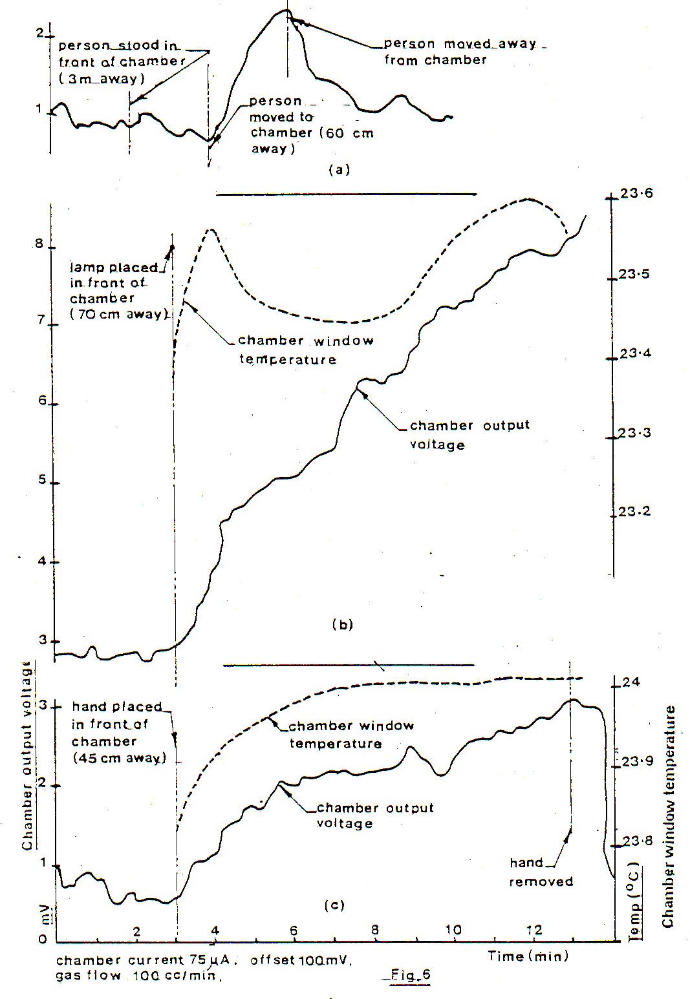 2
person stood in
front of chamber
(3m away)
person moved away
from chamber
1
person
moved to
chamber (60 cm
away)
(a)
23.6
8
lamp placed
in front of
chamber
(70 cm away)
23.5
7
chamber window
temperature
23.4
6
chamber output
voltage
23.3
5
23.2
4
3
(b)
Chamber output voltage
24
3
hand placed
in front of
chamber
(45 cm away)
chamber window
temperature
23.9
2
chamber output
voltage
23.8
1
hand
removed
(c)
mV
0
2
4
6
8
10
12
Temp (°C)
Chamber window temperature
chamber current 75μA. offset 100mV.
gas flow 100 cc/min.
Time (min)
Fig. 6